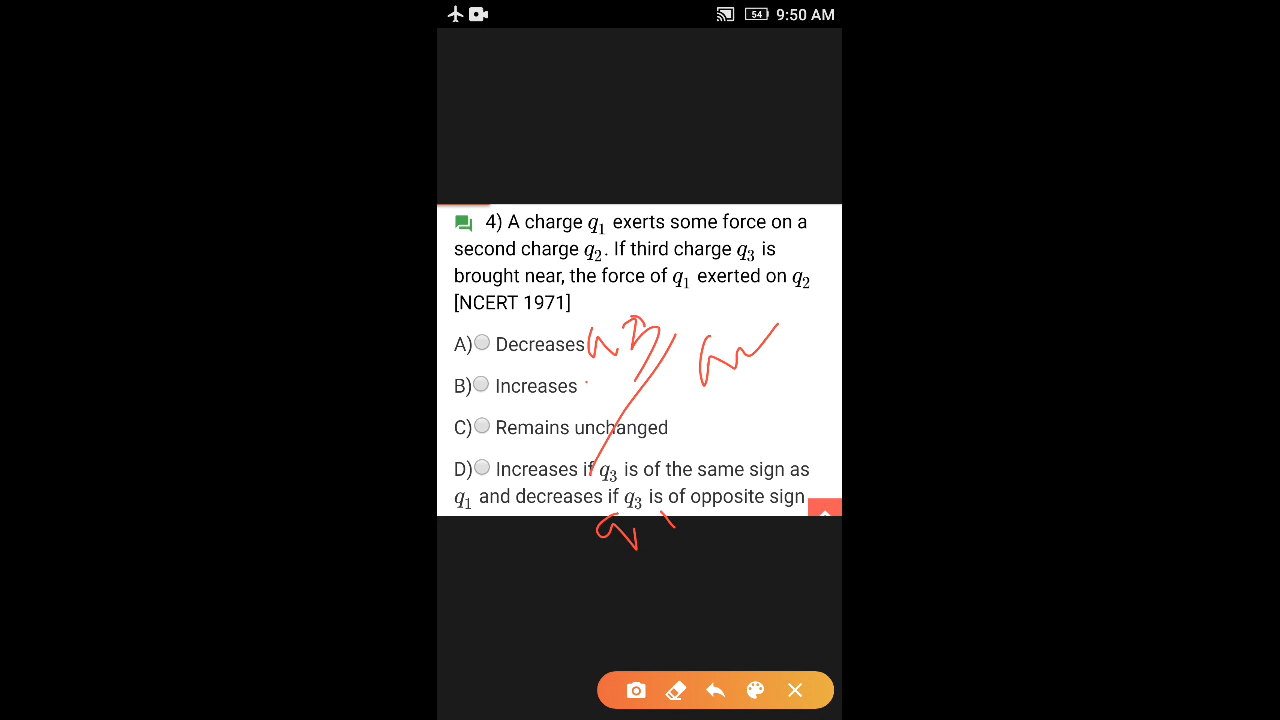 54 9:50 AM
4) A charge q1 exerts some force on a
second charge q2. If third charge q3 is
brought near, the force of q1 exerted on q2
[NCERT 1971]
A) Decreases
B) Increases
C) Remains unchanged
D) Increases if q3 is of the same sign as
q1 and decreases if q3 is of opposite sign